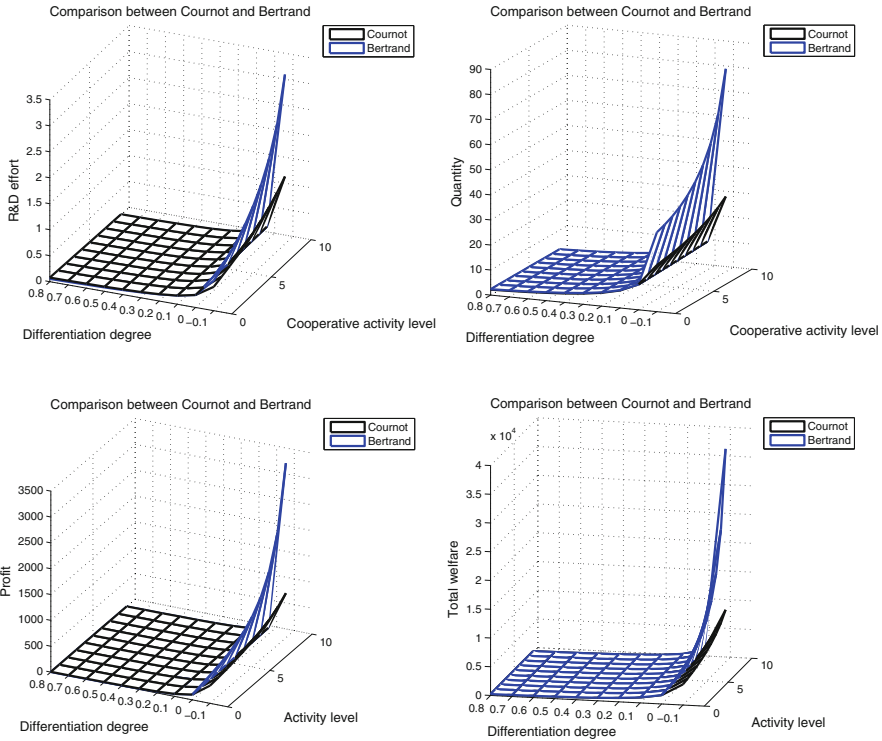 Comparison between Cournot and Bertrand
Cournot
Bertrand
R&D effort
3.5
3
2.5
2
1.5
1
0.5
0
0.8 0.7 0.6 0.5 0.4 0.3 0.2 0.1 0 −0.1
Differentiation degree
0
5
10
Cooperative activity level
Comparison between Cournot and Bertrand
Cournot
Bertrand
Quantity
90
80
70
60
50
40
30
20
10
0
0.8 0.7 0.6 0.5 0.4 0.3 0.2 0.1 0 −0.1
Differentiation degree
0
5
10
Cooperative activity level
Comparison between Cournot and Bertrand
Cournot
Bertrand
Profit
3500
3000
2500
2000
1500
1000
500
0
0.8 0.7 0.6 0.5 0.4 0.3 0.2 0.1 0 −0.1
Differentiation degree
0
5
10
Activity level
Comparison between Cournot and Bertrand
Cournot
Bertrand
x 10^4
Total welfare
4
3.5
3
2.5
2
1.5
1
0.5
0
0.8 0.7 0.6 0.5 0.4 0.3 0.2 0.1 0 −0.1
Differentiation degree
0
5
10
Activity level